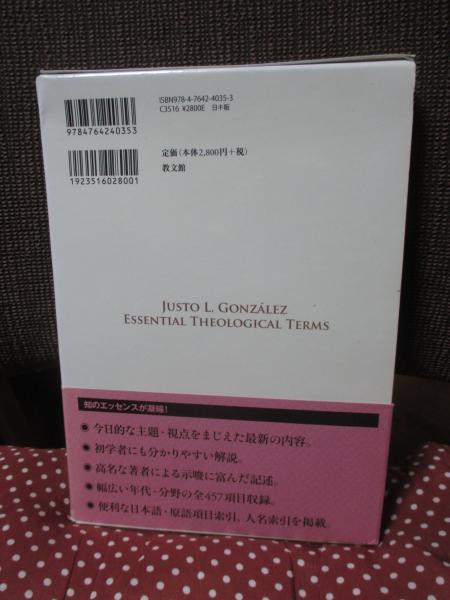 ISBN978-4-7642-4035-3
C3516 ¥2800E 日キ販
9784764240353
定価(本体2,800円+税)
教文館
1923516028001
JUSTO L. GONZÁLEZ
ESSENTIAL THEOLOGICAL TERMS
知のエッセンスが凝縮!
●今日的な主題・視点をまじえた最新の内容。
●初学者にも分かりやすい解説。
●高名な著者による示唆に富んだ記述。
●幅広い年代・分野の全457項目収録。
●便利な日本語・原語項目索引、人名索引を掲載。